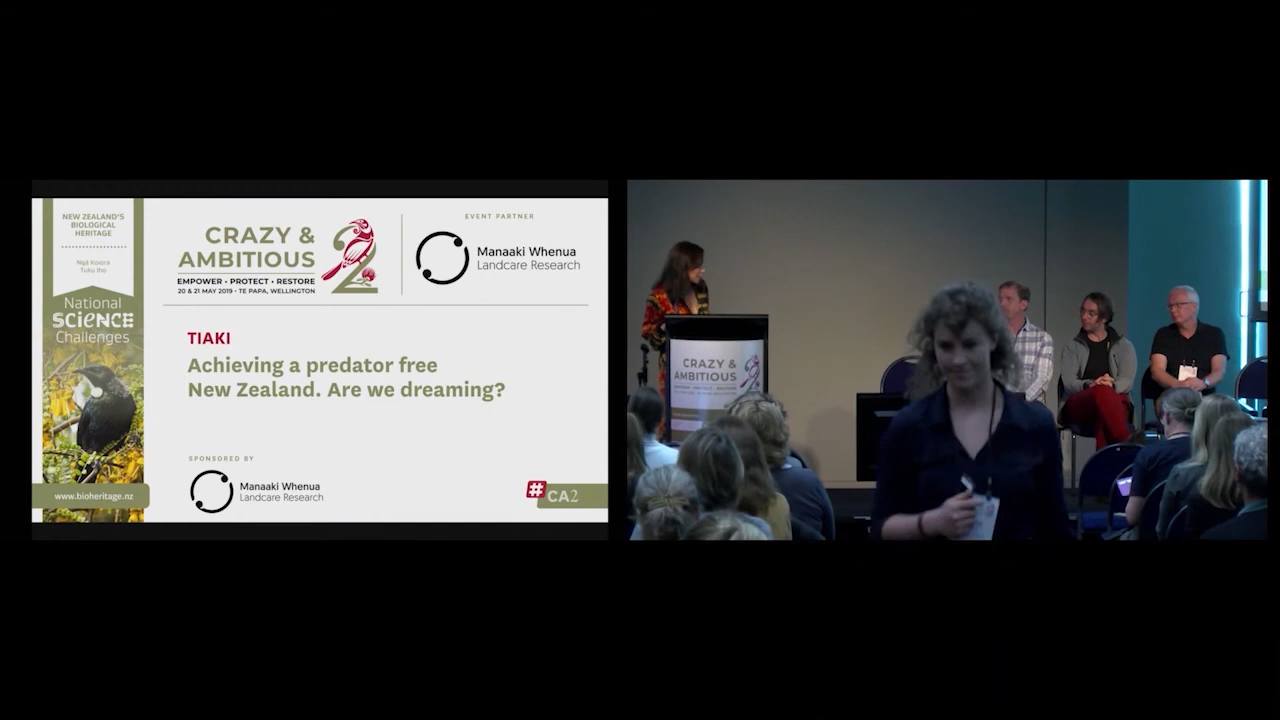 NEW ZEALAND'S
BIOLOGICAL
HERITAGE
Ngā Koiora
Tuku Iho
National
SCIENCE
Challenges
www.bioheritage.nz
CRAZY &
AMBITIOUS
2
EMPOWER • PROTECT • RESTORE
20 & 21 MAY 2019 • TE PAPA, WELLINGTON
EVENT PARTNER
Manaaki Whenua
Landcare Research
TIAKI
Achieving a predator free
New Zealand. Are we dreaming?
SPONSORED BY
Manaaki Whenua
Landcare Research
#CA2
CRAZY &
AMBITIOUS
2